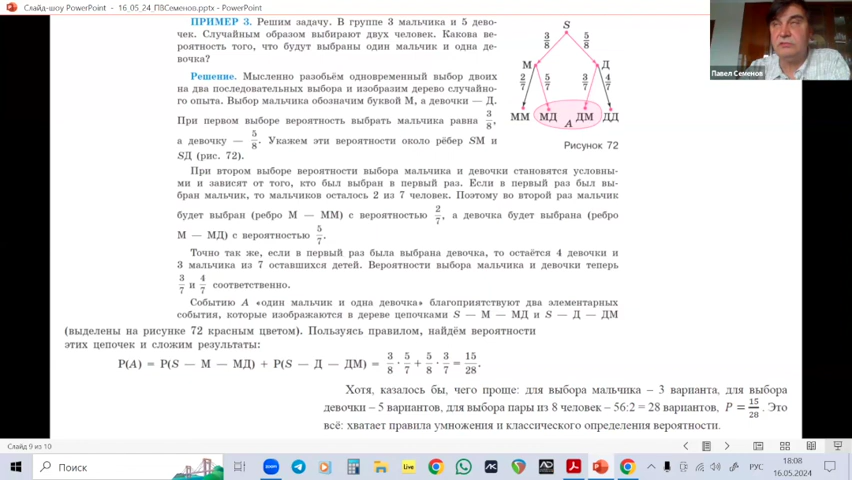 Слайд-шоу PowerPoint - 16_05_24_ПВСеменов.pptx - PowerPoint
ПРИМЕР 3. Решим задачу. В группе 3 мальчика и 5 дево-
чек. Случайным образом выбирают двух человек. Какова ве-
роятность того, что будут выбраны один мальчик и одна де-
вочка?
Решение. Мысленно разобьём одновременный выбор двоих
на два последовательных выбора и изобразим дерево случайно-
го опыта. Выбор мальчика обозначим буквой М, а девочки — Д.
При первом выборе вероятность выбрать мальчика равна 3/8,
а девочку — 5/8. Укажем эти вероятности около рёбер SМ и
SД (рис. 72).
S
3/8 5/8
М Д
2/7 5/7 3/7 4/7
ММ МД ДМ ДД
A
Рисунок 72
Павел Семенов
При втором выборе вероятности выбора мальчика и девочки становятся условны-
ми и зависят от того, кто был выбран в первый раз. Если в первый раз был вы-
бран мальчик, то мальчиков осталось 2 из 7 человек. Поэтому во второй раз мальчик
будет выбран (ребро М — ММ) с вероятностью 2/7, а девочка будет выбрана (ребро
М — МД) с вероятностью 5/7.
Точно так же, если в первый раз была выбрана девочка, то остаётся 4 девочки и
3 мальчика из 7 оставшихся детей. Вероятности выбора мальчика и девочки теперь
3/7 и 4/7 соответственно.
Событию A «один мальчик и одна девочка» благоприятствуют два элементарных
события, которые изображаются в дереве цепочками S — М — МД и S — Д — ДМ
(выделены на рисунке 72 красным цветом). Пользуясь правилом, найдём вероятности
этих цепочек и сложим результаты:
P(A) = P(S — М — МД) + P(S — Д — ДМ) = 3/8 · 5/7 + 5/8 · 3/7 = 15/28.
Хотя, казалось бы, чего проще: для выбора мальчика – 3 варианта, для выбора
девочки – 5 вариантов, для выбора пары из 8 человек – 56:2 = 28 вариантов, P = 15/28. Это
всё: хватает правила умножения и классического определения вероятности.
Слайд 9 из 10
Поиск
zoom
Live
РУС
18:08
16.05.2024